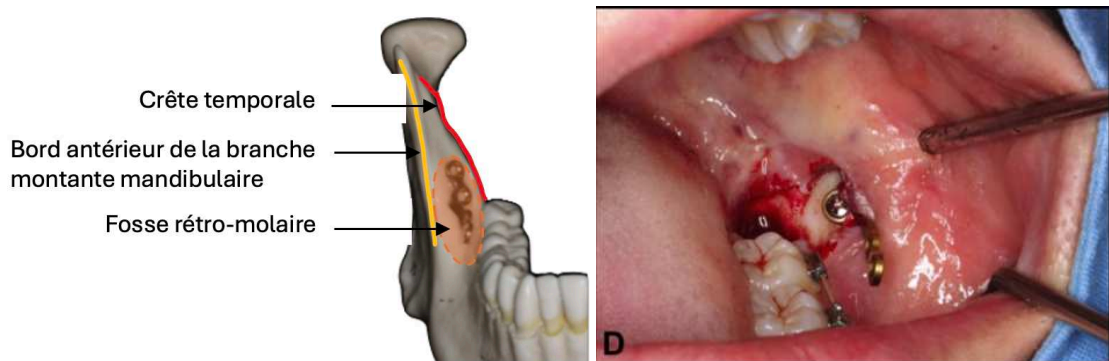 Crête temporale
Bord antérieur de la branche
montante mandibulaire
Fosse rétro-molaire
D